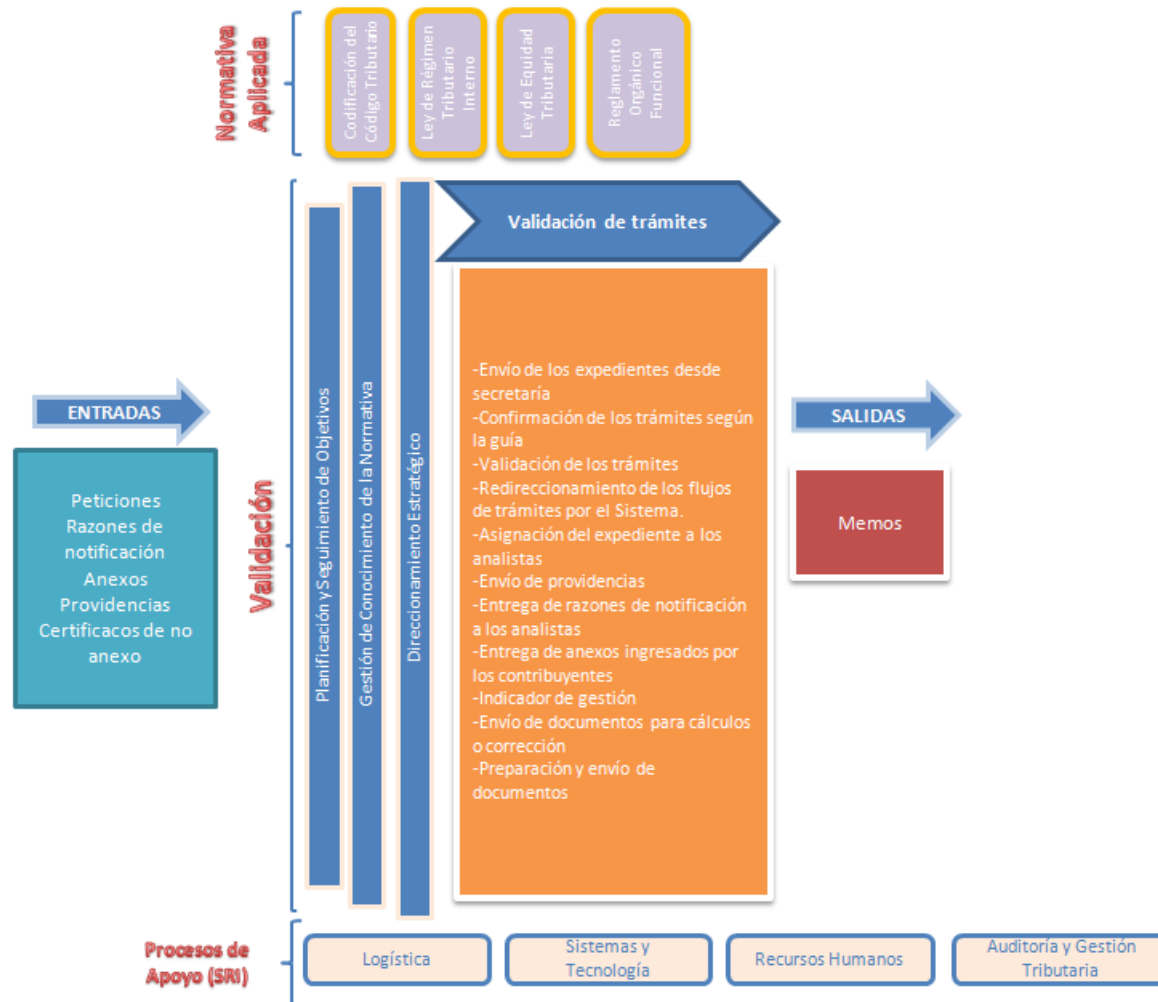 Normativa
Aplicada
Codificación del
Código Tributario
Ley de Régimen
Tributario
Interno
Ley de Equidad
Tributaria
Reglamento
Orgánico
Funcional
Validación de trámites
ENTRADAS
Peticiones
Razones de
notificación
Anexos
Providencias
Certificacos de no
anexo
Validación
Planificación y Seguimiento de Objetivos
Gestión de Conocimiento de la Normativa
Direccionamiento Estratégico
-Envío de los expedientes desde
secretaría
-Confirmación de los trámites según
la guía
-Validación de los trámites
-Redireccionamiento de los flujos
de trámites por el Sistema.
-Asignación del expediente a los
analistas
-Envío de providencias
-Entrega de razones de notificación
a los analistas
-Entrega de anexos ingresados por
los contribuyentes
-Indicador de gestión
-Envío de documentos para cálculos
o corrección
-Preparación y envío de
documentos
SALIDAS
Memos
Procesos de
Apoyo (SRI)
Logística
Sistemas y
Tecnología
Recursos Humanos
Auditoría y Gestión
Tributaria